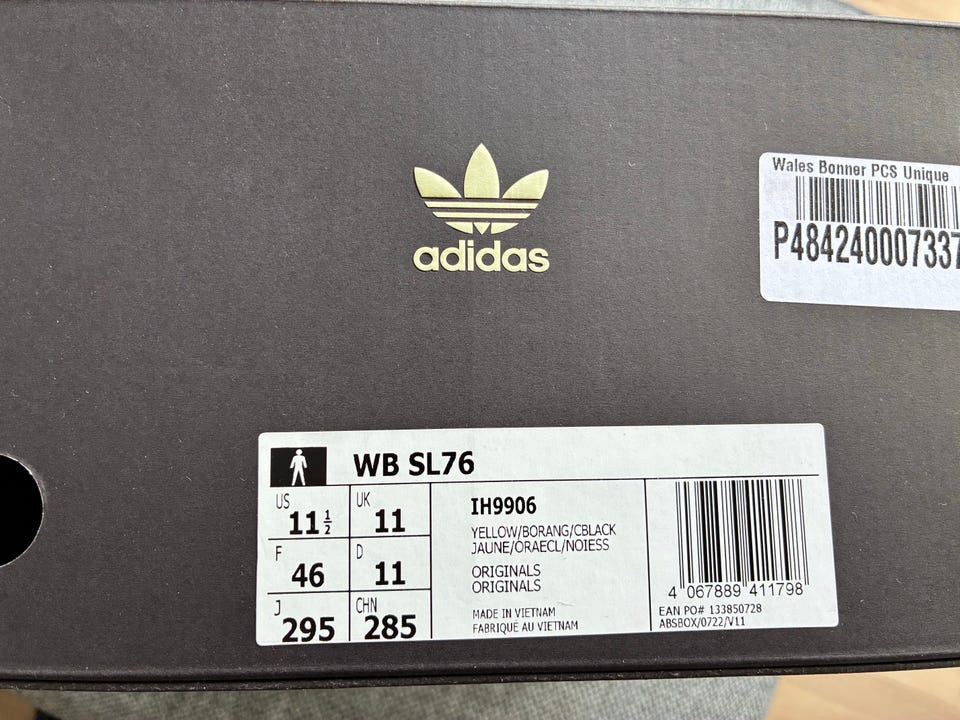 adidas
Wales Bonner PCS Unique
P484240007337
WB SL76
US 11 1/2
UK 11
F 46
D 11
J 295
CHN 285
IH9906
YELLOW/BORANG/CBLACK
JAUNE/ORAECL/NOIESS
ORIGINALS
ORIGINALS
MADE IN VIETNAM
FABRIQUÉ AU VIETNAM
4 067889 411798
EAN PO# 133850728
ABSBOX/0722/V11